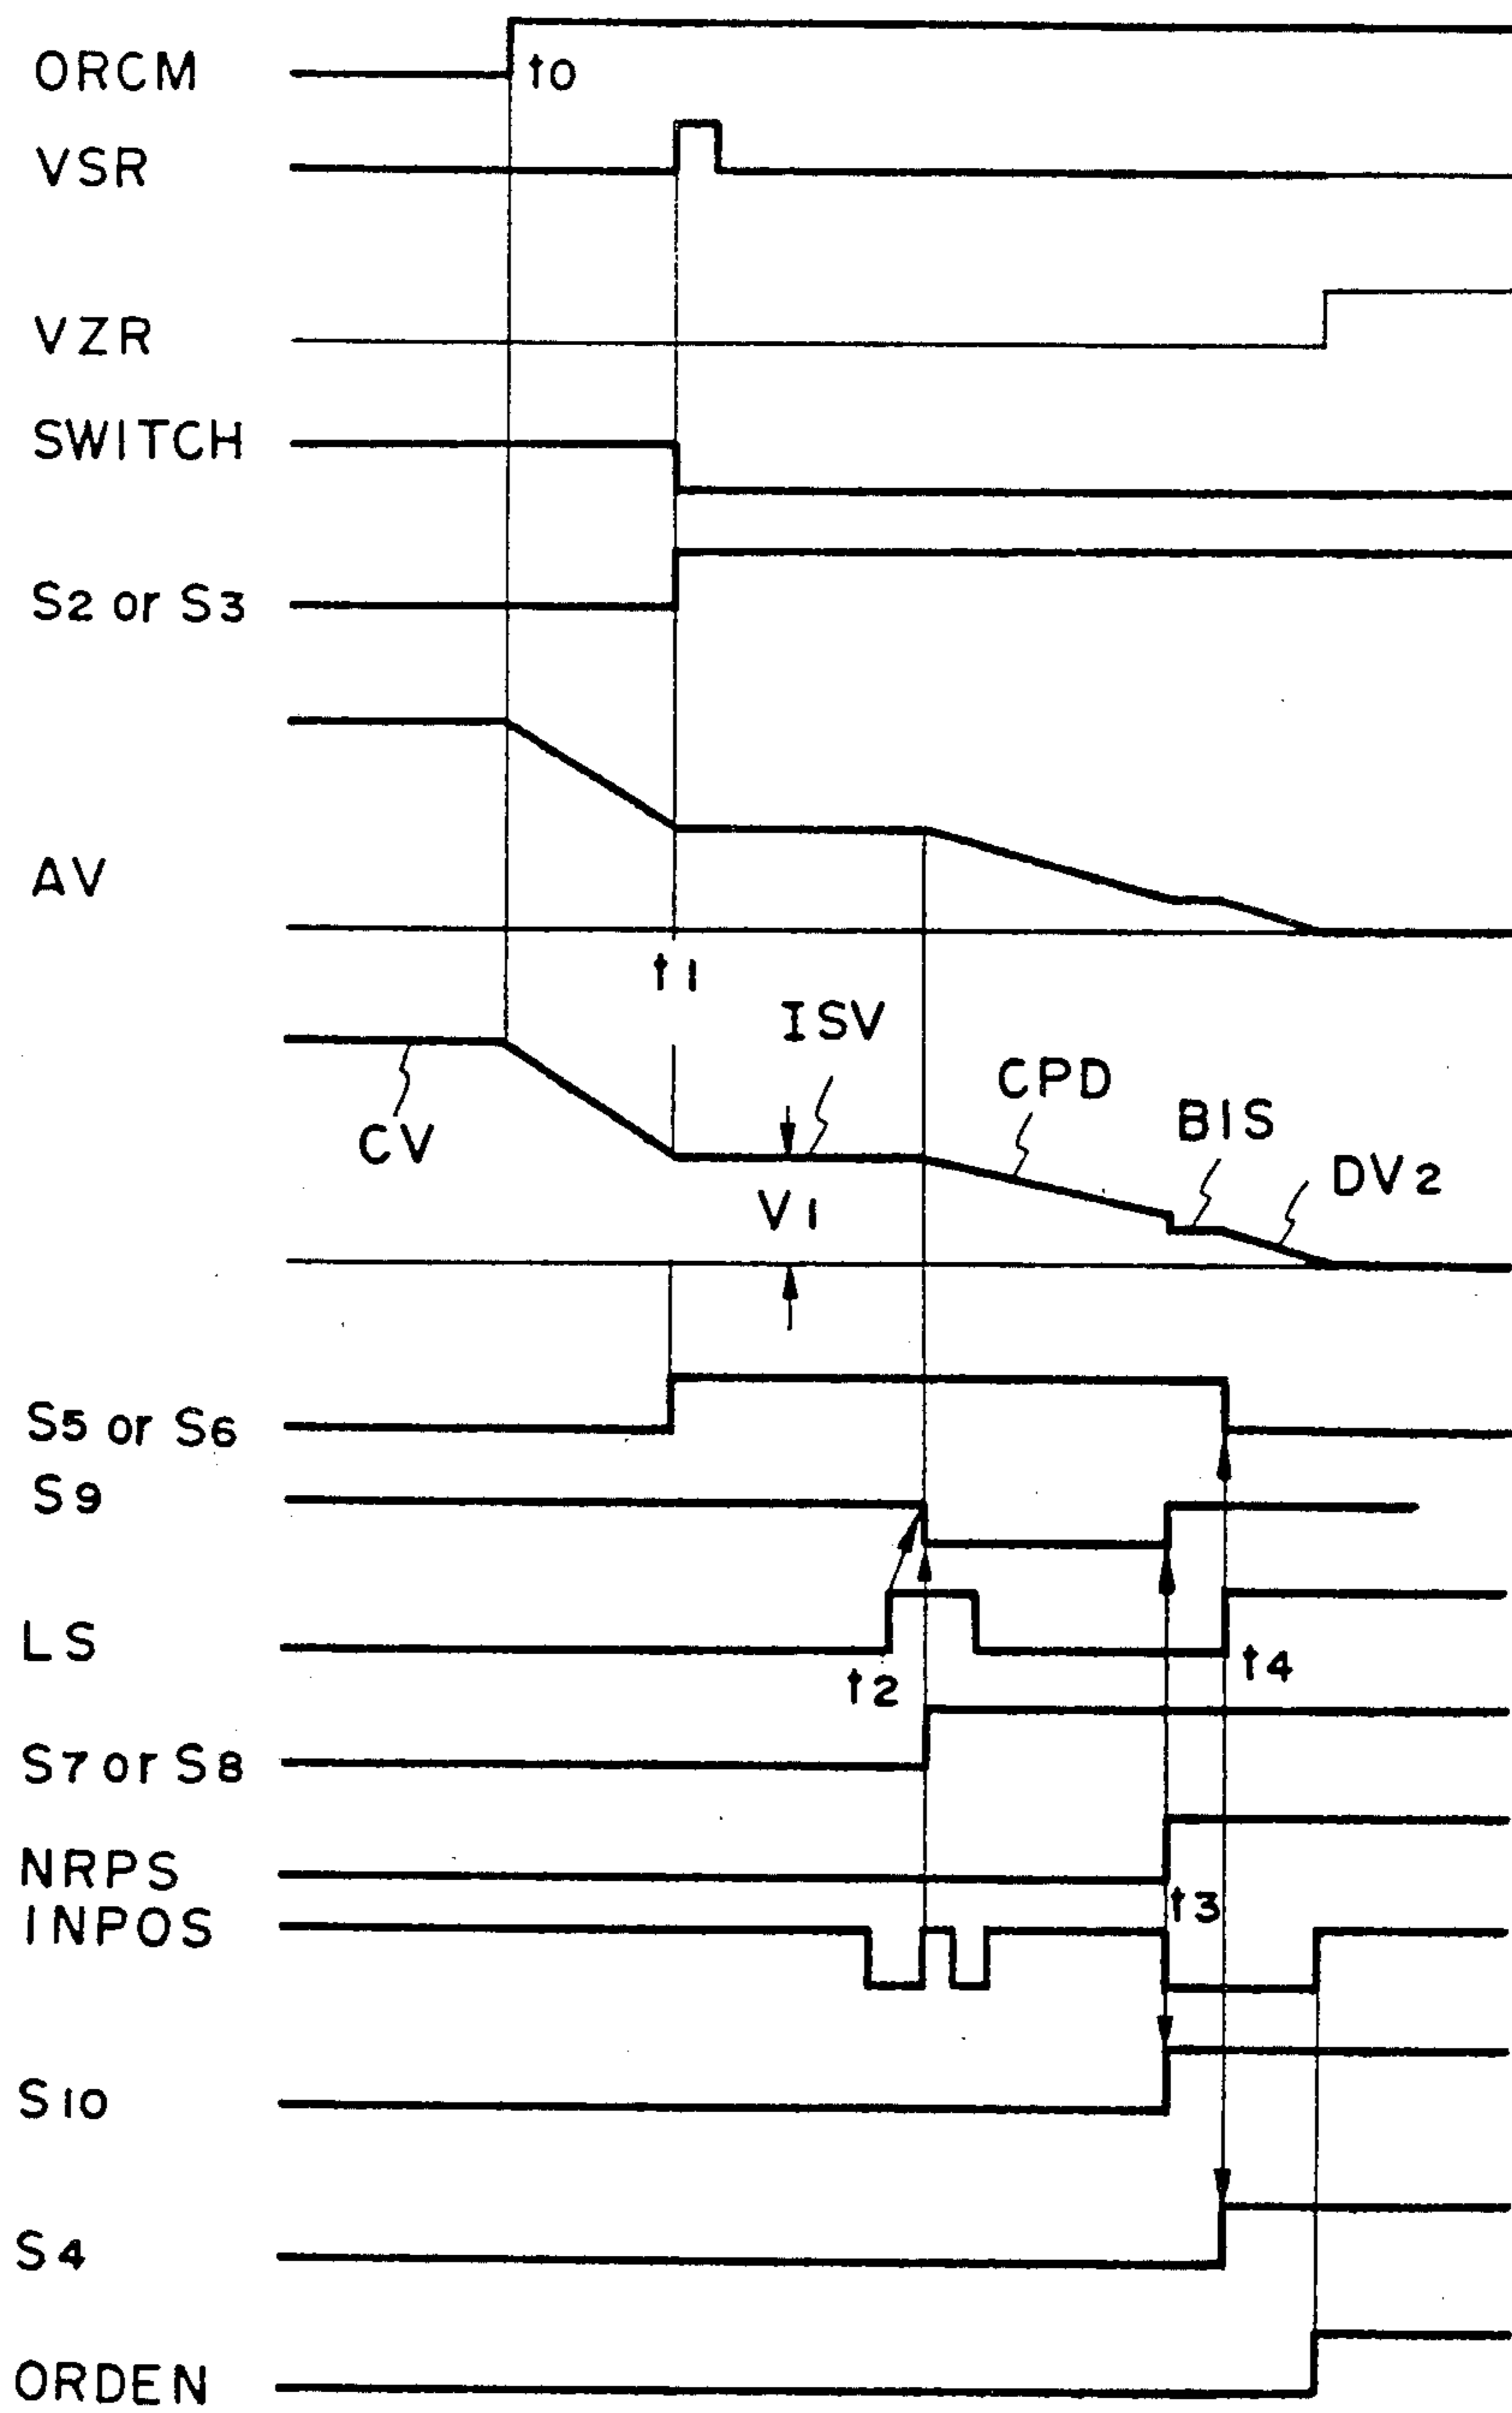 ORCM
t0
VSR
VZR
SWITCH
S2 or S3
AV
t1
ISV
CPD
CV
BIS
V1
DV2
S5 or S6
S9
LS
t2
t4
S7 or S8
NRPS
t3
INPOS
S10
S4
ORDEN